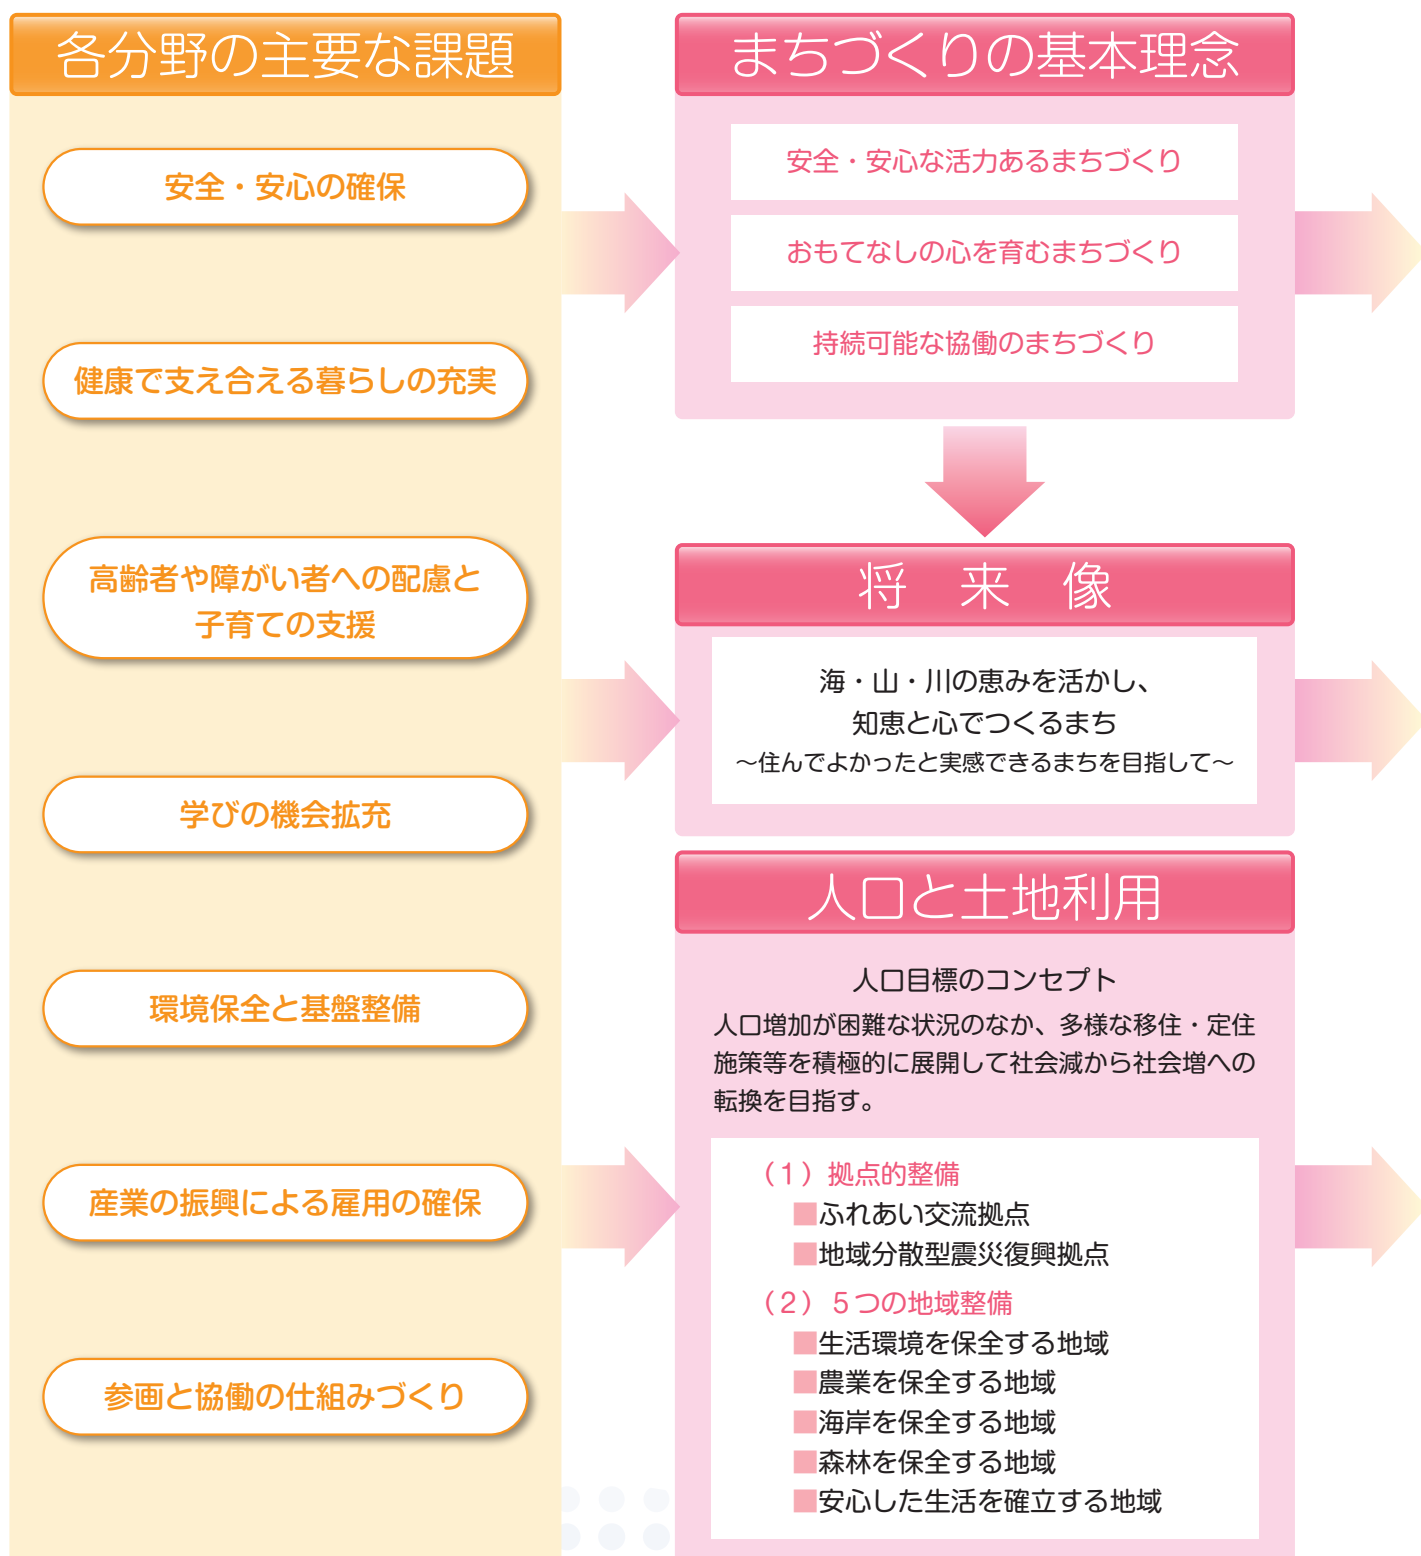 各分野の主要な課題
安全・安心の確保
健康で支え合える暮らしの充実
高齢者や障がい者への配慮と
子育ての支援
学びの機会拡充
環境保全と基盤整備
産業の振興による雇用の確保
参画と協働の仕組みづくり
まちづくりの基本理念
安全・安心な活力あるまちづくり
おもてなしの心を育むまちづくり
持続可能な協働のまちづくり
将 来 像
海・山・川の恵みを活かし、
知恵と心でつくるまち
～住んでよかったと実感できるまちを目指して～
人口と土地利用
人口目標のコンセプト
人口増加が困難な状況のなか、多様な移住・定住
施策等を積極的に展開して社会減から社会増への
転換を目指す。
（1）拠点的整備
■ふれあい交流拠点
■地域分散型震災復興拠点
（2）５つの地域整備
■生活環境を保全する地域
■農業を保全する地域
■海岸を保全する地域
■森林を保全する地域
■安心した生活を確立する地域